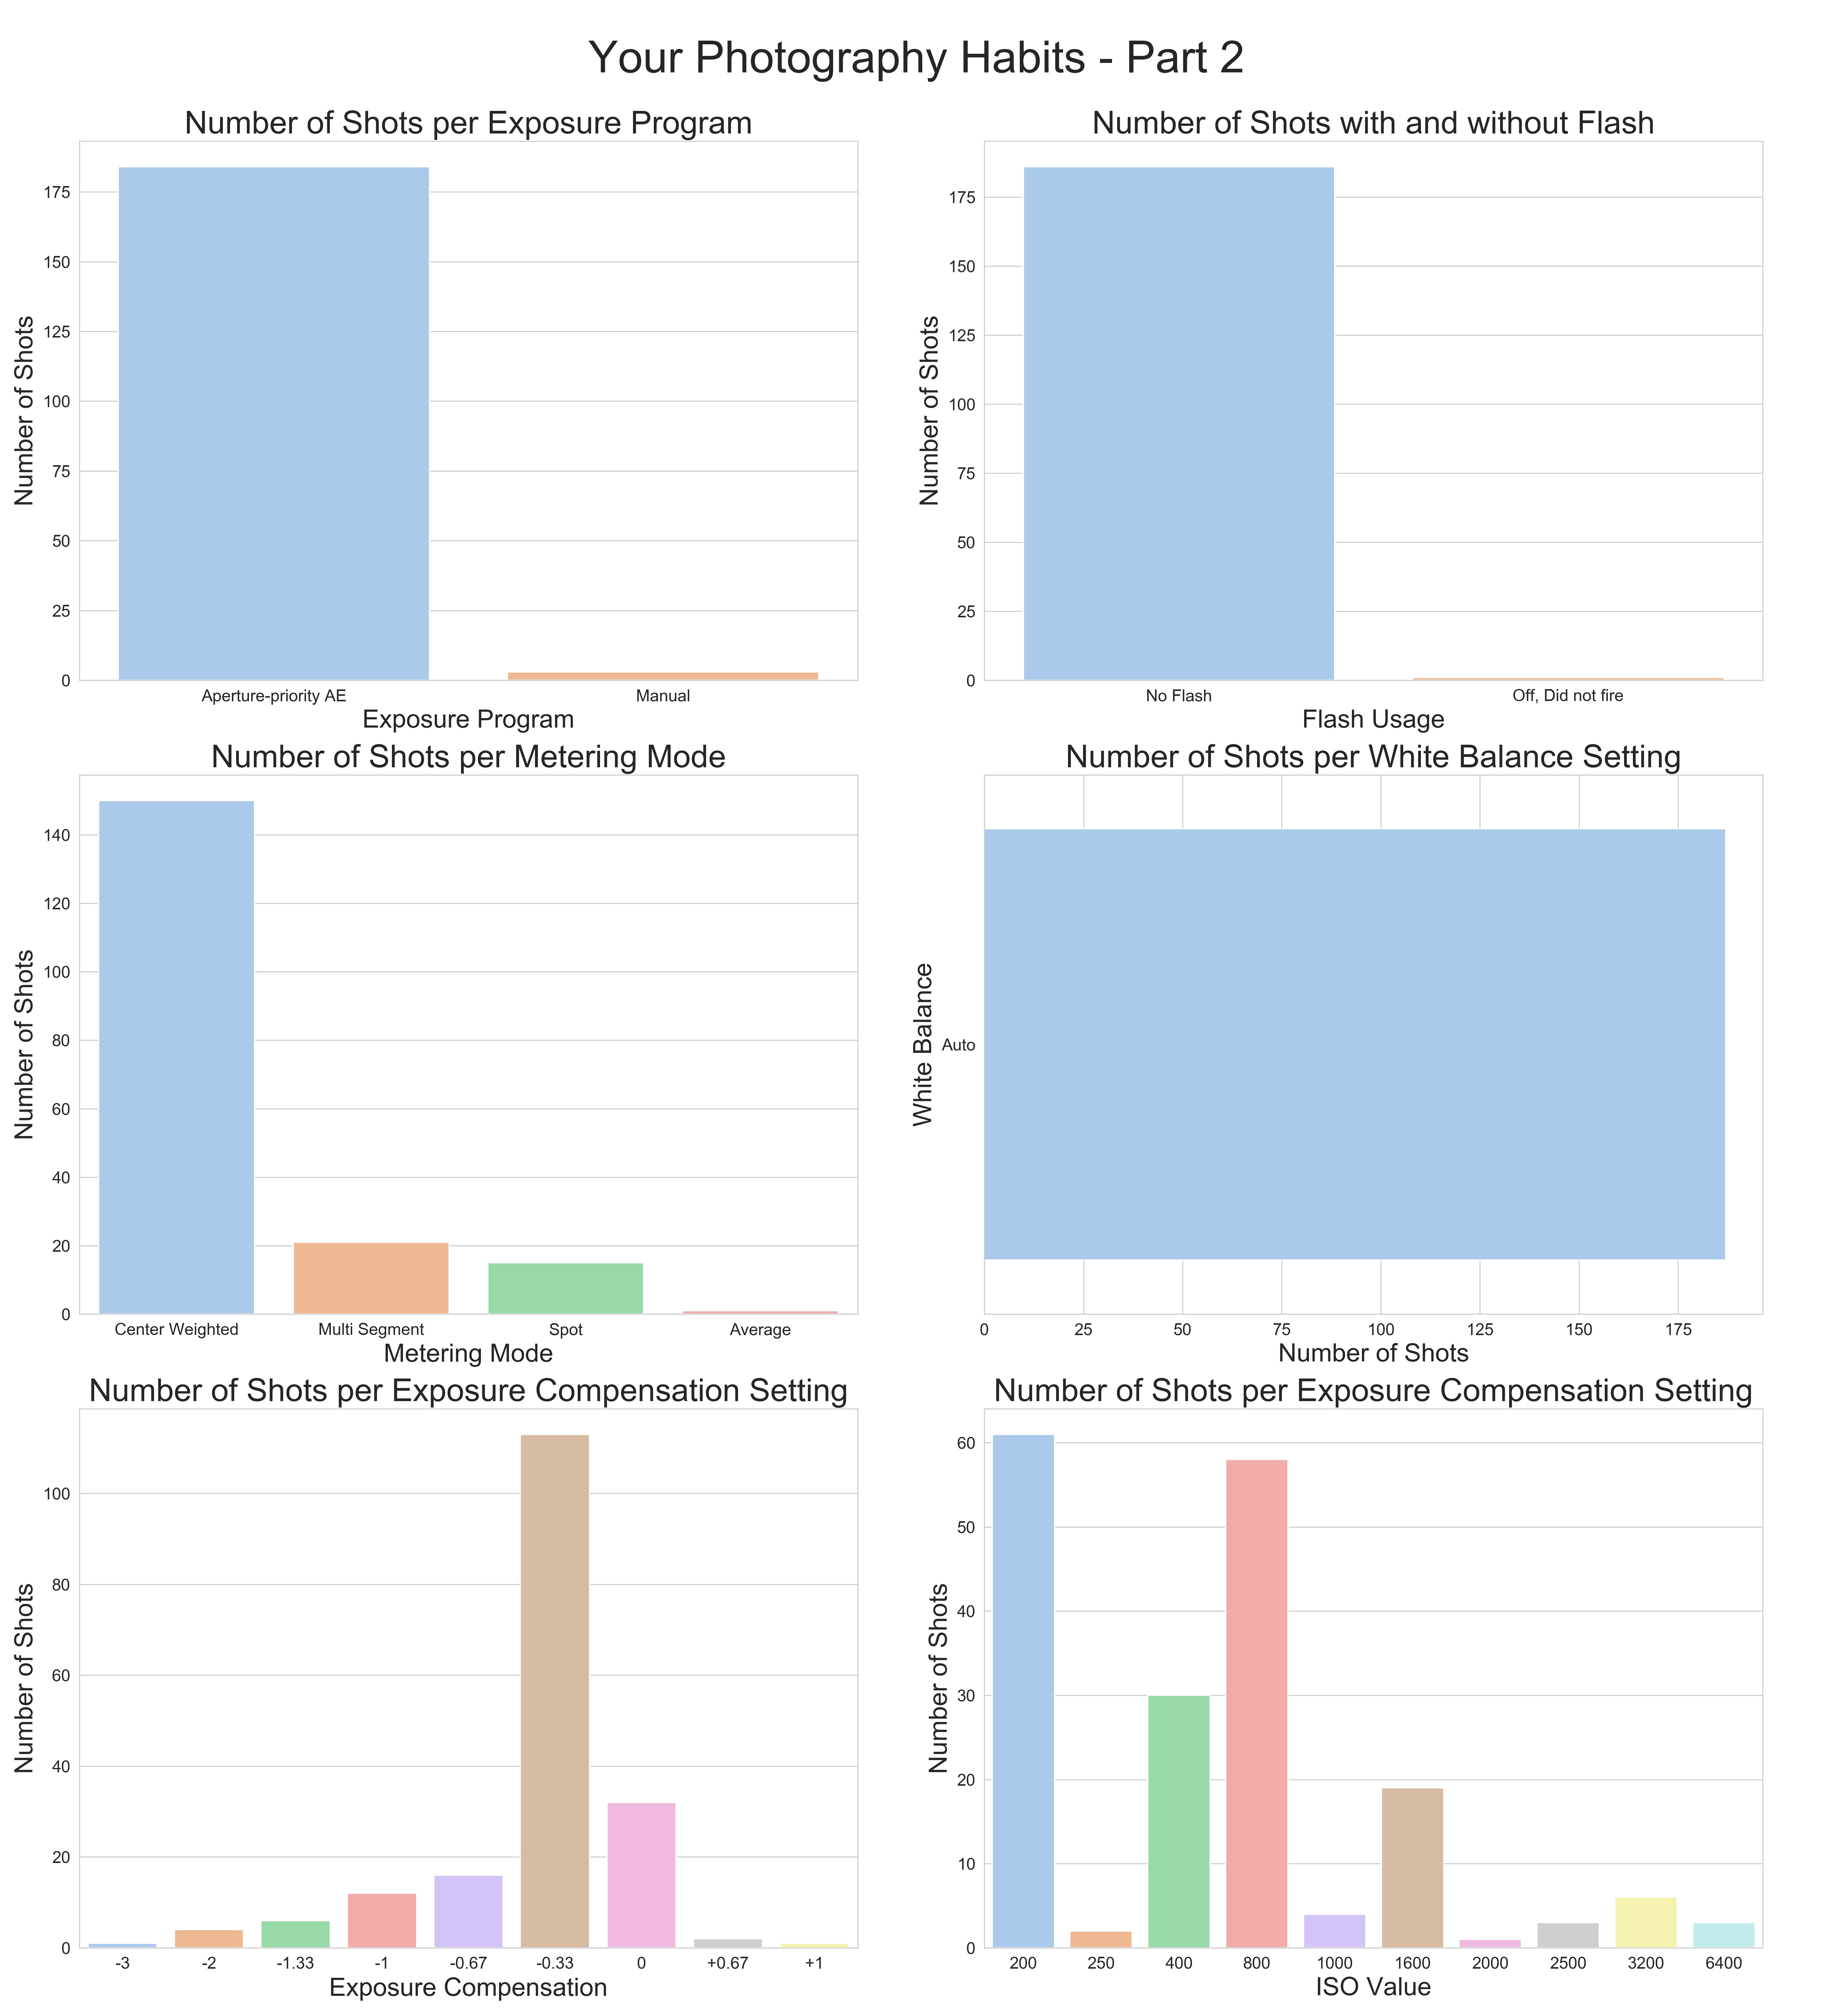 Your Photography Habits - Part 2
Number of Shots per Exposure Program
Number of Shots
175
150
125
100
75
50
25
0
Aperture-priority AE Manual
Exposure Program
Number of Shots with and without Flash
Number of Shots
175
150
125
100
75
50
25
0
No Flash Off, Did not fire
Flash Usage
Number of Shots per Metering Mode
Number of Shots
140
120
100
80
60
40
20
0
Center Weighted Multi Segment Spot Average
Metering Mode
Number of Shots per White Balance Setting
White Balance
Auto
0 25 50 75 100 125 150 175
Number of Shots
Number of Shots per Exposure Compensation Setting
Number of Shots
100
80
60
40
20
0
-3 -2 -1.33 -1 -0.67 -0.33 0 +0.67 +1
Exposure Compensation
Number of Shots per Exposure Compensation Setting
Number of Shots
60
50
40
30
20
10
0
200 250 400 800 1000 1600 2000 2500 3200 6400
ISO Value